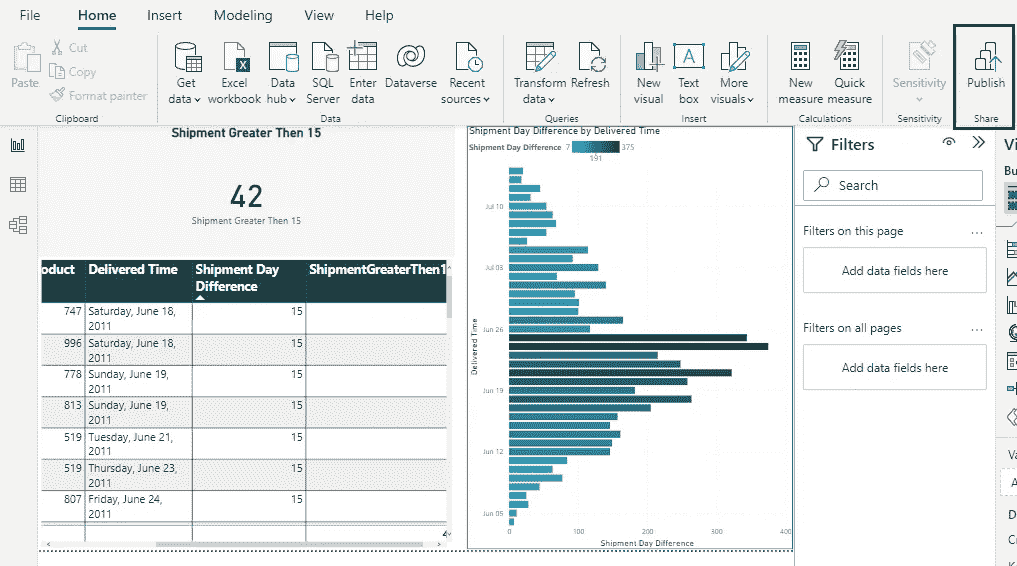 File Home Insert Modeling View Help
Paste
Cut
Copy
Format painter
Clipboard
Get
data
Excel
workbook
Data
hub
SQL
Server
Enter
data
Dataverse
Recent
sources
Data
Transform
data
Refresh
Queries
New
visual
Text
box
More
visuals
Insert
New
measure
Quick
measure
Calculations
Sensitivity
Sensitivity
Publish
Share
Shipment Greater Then 15
42
Shipment Greater Then 15
oduct Delivered Time Shipment Day
Difference ShipmentGreaterThen1
747 Saturday, June 18,
2011 15
996 Saturday, June 18,
2011 15
778 Sunday, June 19,
2011 15
813 Sunday, June 19,
2011 15
519 Tuesday, June 21,
2011 15
519 Thursday, June 23,
2011 15
807 Friday, June 24,
2011 15
Shipment Day Difference by Delivered Time
Shipment Day Difference 7 375
191
Delivered Time
Jul 10
Jul 03
Jun 26
Jun 19
Jun 12
Jun 05
0 100 200 300 400
Shipment Day Difference
Filters
Search
Filters on this page ...
Add data fields here
Filters on all pages ...
Add data fields here
Vi
Bu
Va
A
D
C